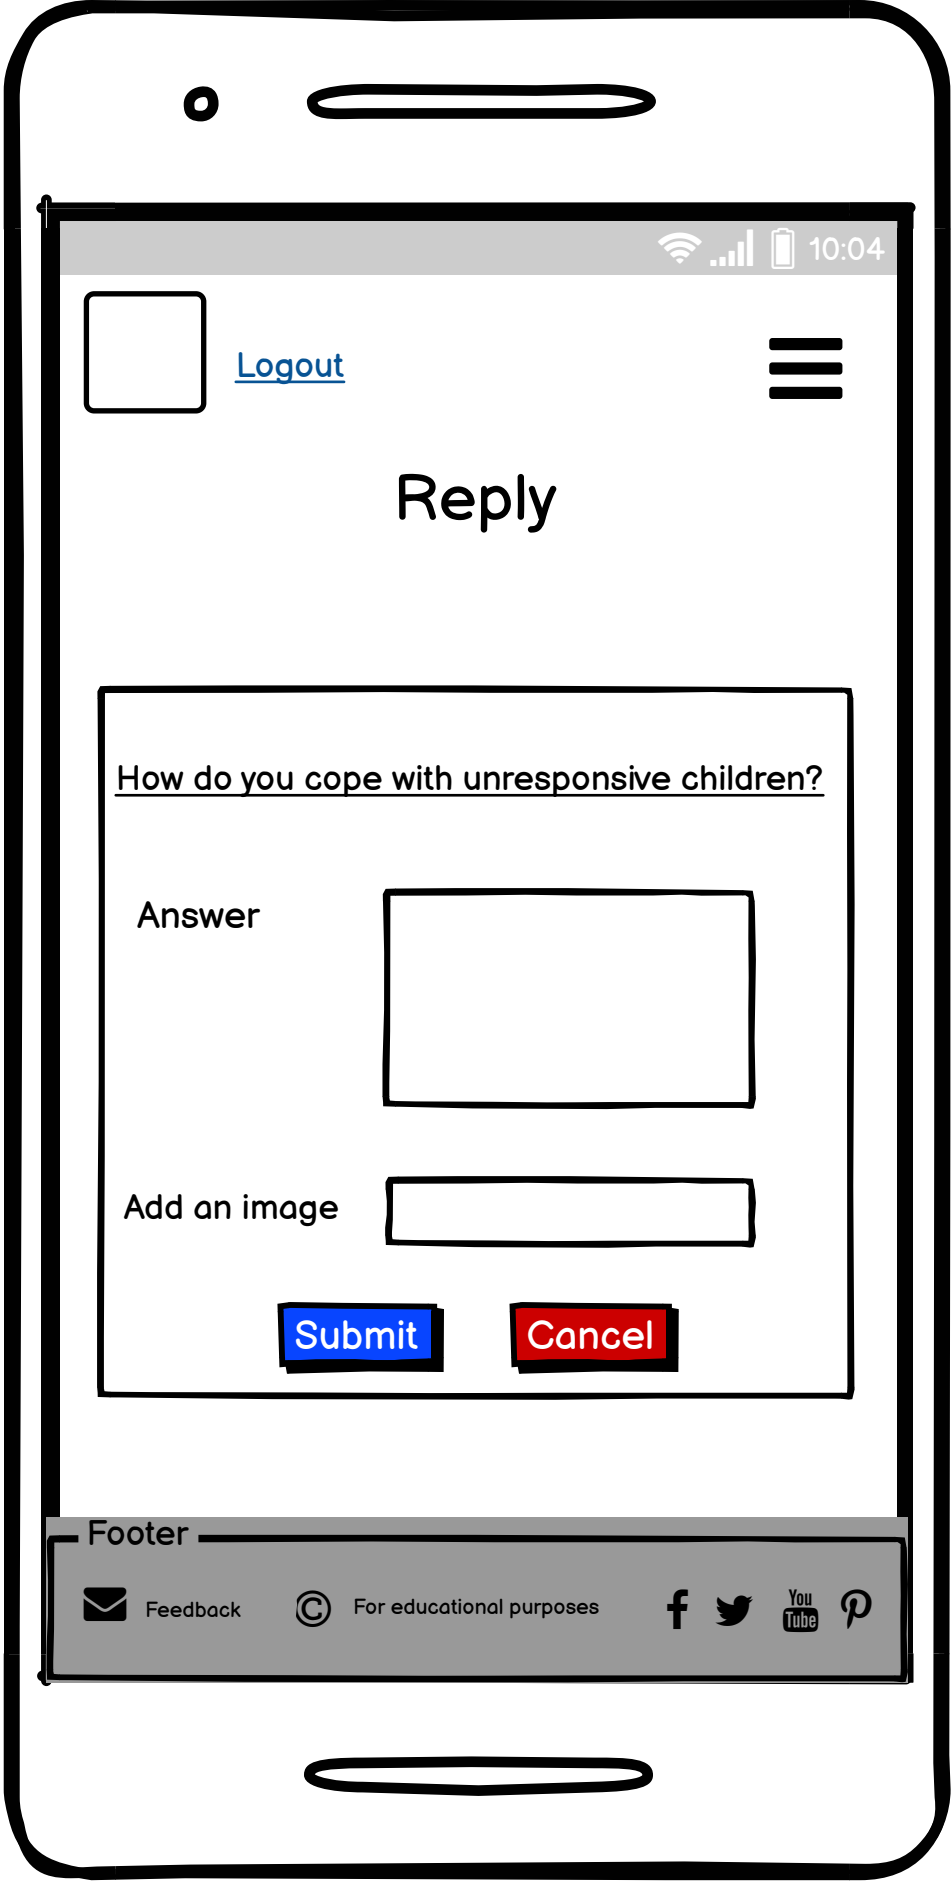 10:04
Logout
Reply
How do you cope with unresponsive children?
Answer
Add an image
Submit Cancel
Footer
Feedback © For educational purposes You Tube